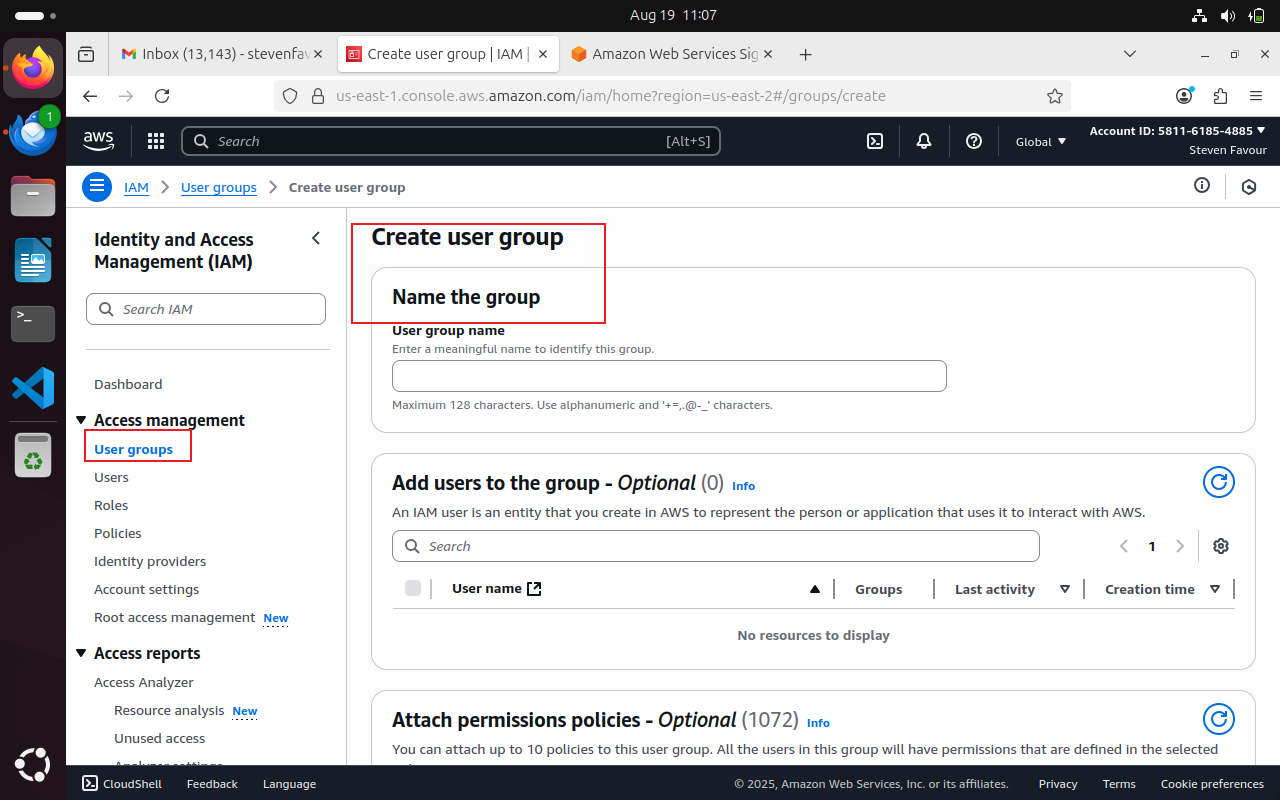 Aug 19 11:07
Inbox (13,143) - stevenfav
Create user group | IAM |
Amazon Web Services Sig
us-east-1.console.aws.amazon.com/iam/home?region=us-east-2#/groups/create
1
aws
Search
[Alt+S]
Global
Account ID: 5811-6185-4885
Steven Favour
IAM
User groups
Create user group
Identity and Access
Management (IAM)
Search IAM
Dashboard
Access management
User groups
Users
Roles
Policies
Identity providers
Account settings
Root access management New
Access reports
Access Analyzer
Resource analysis New
Unused access
Analyzer settings
Create user group
Name the group
User group name
Enter a meaningful name to identify this group.
Maximum 128 characters. Use alphanumeric and '+=,.@-_' characters.
Add users to the group - Optional (0) Info
An IAM user is an entity that you create in AWS to represent the person or application that uses it to interact with AWS.
Search
1
User name
Groups
Last activity
Creation time
No resources to display
Attach permissions policies - Optional (1072) Info
You can attach up to 10 policies to this user group. All the users in this group will have permissions that are defined in the selected
CloudShell
Feedback
Language
© 2025, Amazon Web Services, Inc. or its affiliates.
Privacy
Terms
Cookie preferences